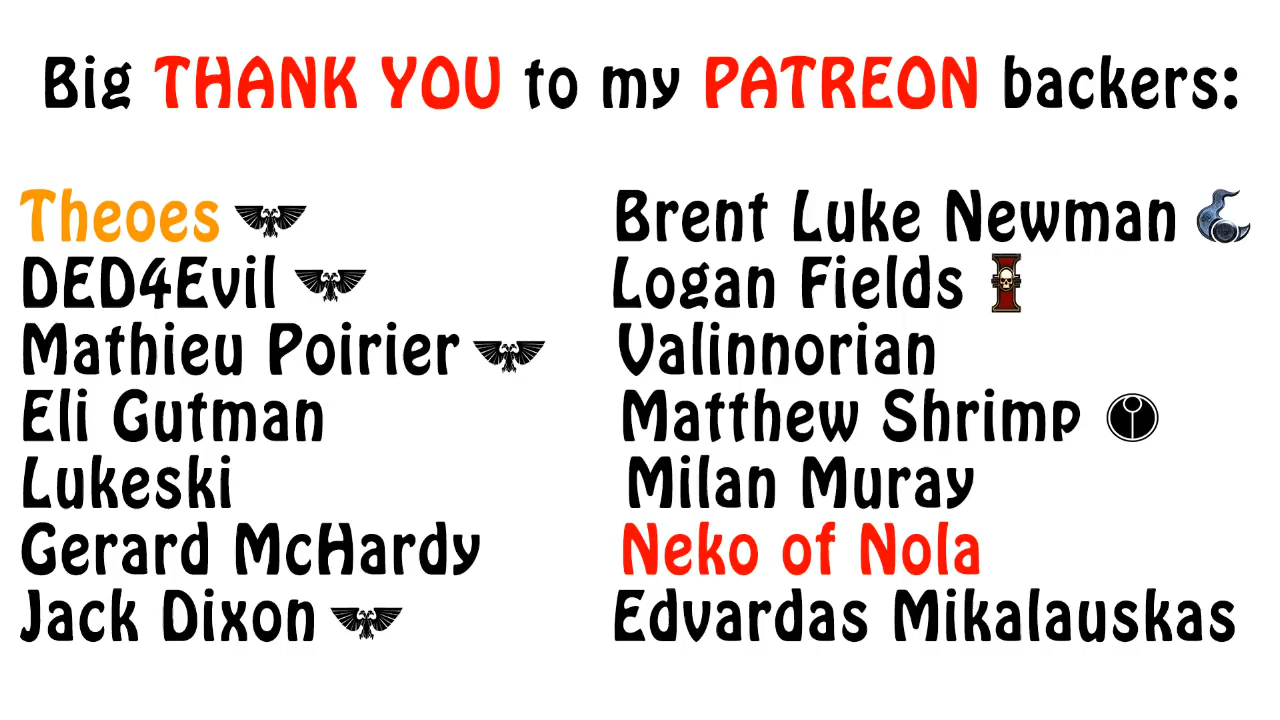 Big THANK YOU to my PATREON backers:
Theoes
DED4Evil
Mathieu Poirier
Eli Gutman
Lukeski
Gerard McHardy
Jack Dixon
Brent Luke Newman
Logan Fields
Valinnorian
Matthew Shrimp
Milan Muray
Neko of Nola
Edvardas Mikalauskas